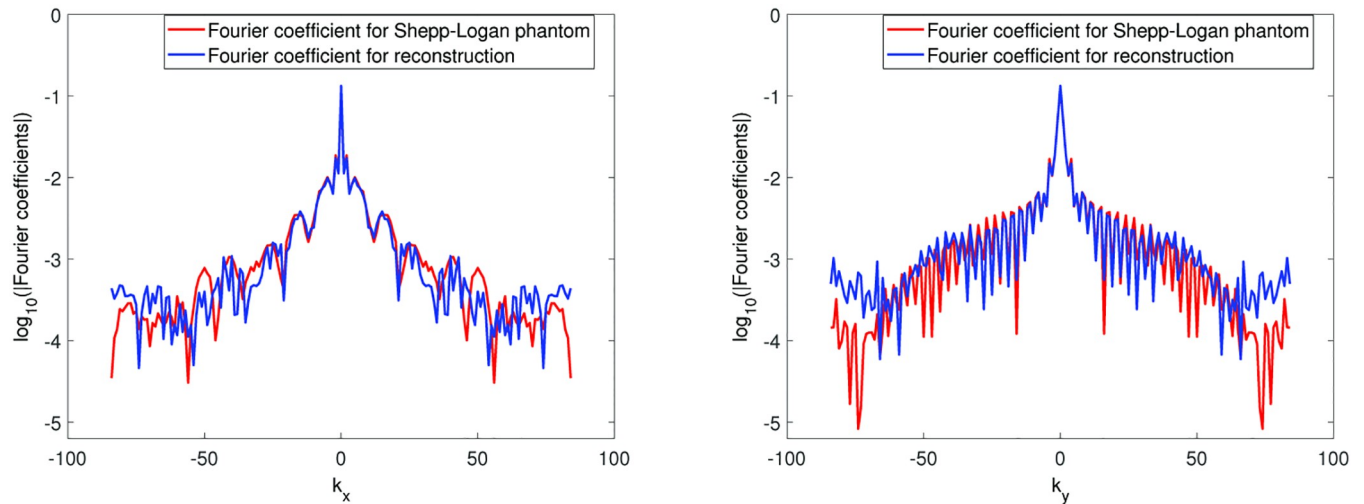 Fourier coefficient for Shepp-Logan phantom
Fourier coefficient for reconstruction
log10(|Fourier coefficients|)
0
-1
-2
-3
-4
-5
-100
-50
0
50
100
kx
Fourier coefficient for Shepp-Logan phantom
Fourier coefficient for reconstruction
log10(|Fourier coefficients|)
0
-1
-2
-3
-4
-5
-100
-50
0
50
100
ky